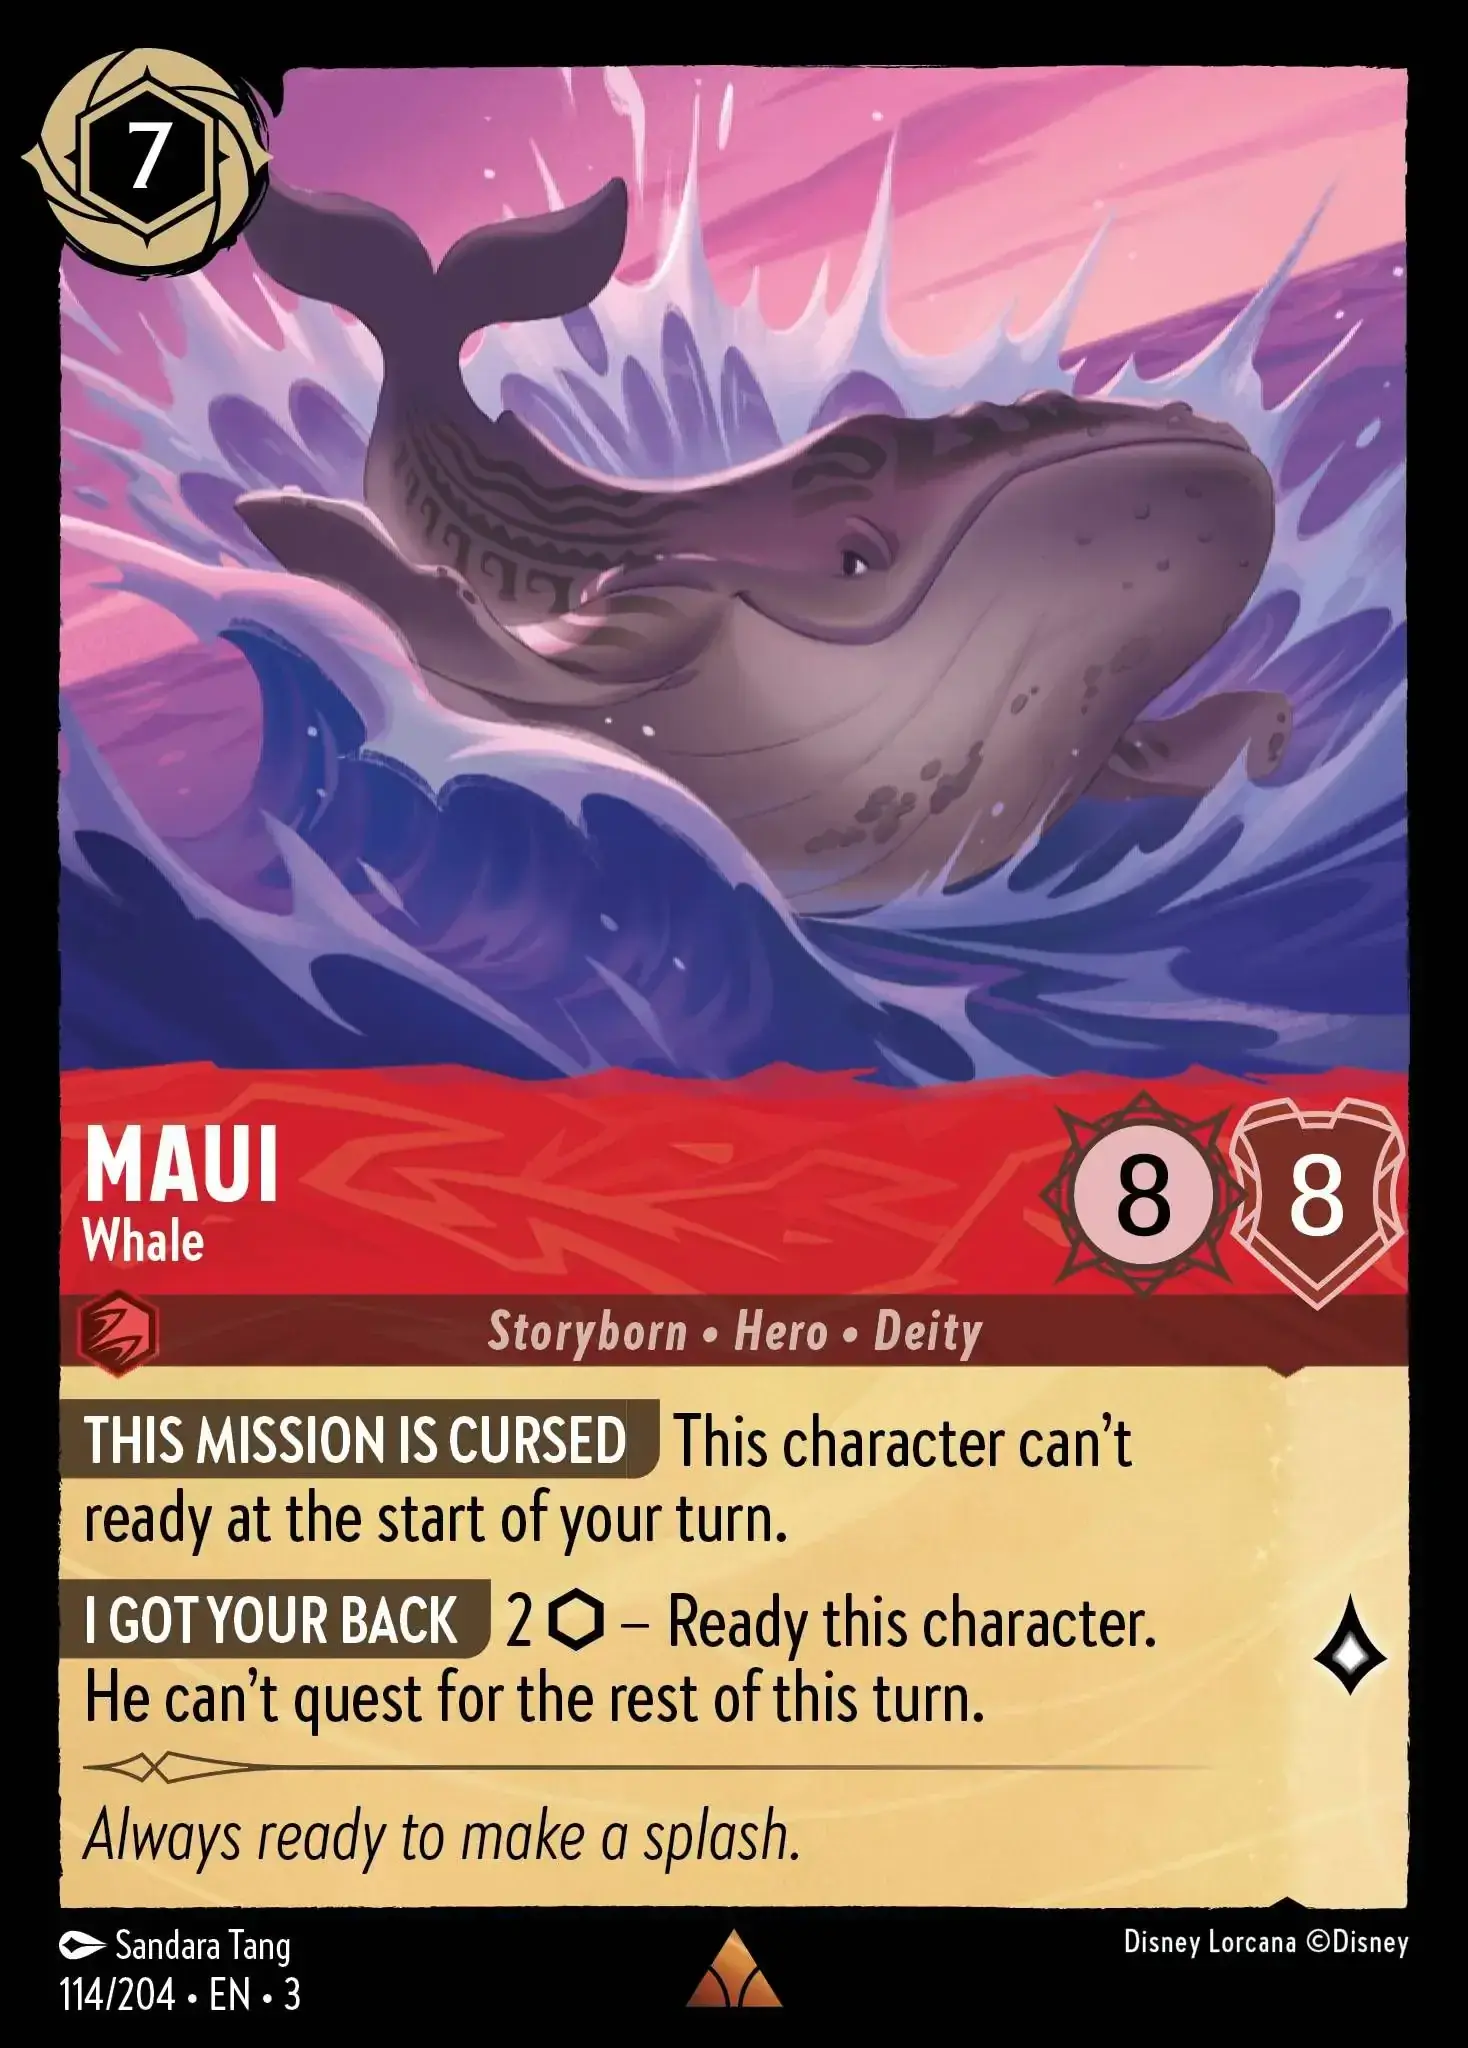 7
MAUI
Whale
8
8
Storyborn • Hero • Deity
THIS MISSION IS CURSED This character can't
ready at the start of your turn.
I GOT YOUR BACK 2 ⬡ – Ready this character.
He can't quest for the rest of this turn.
Always ready to make a splash.
Sandara Tang
114/204 • EN • 3
Disney Lorcana ©Disney